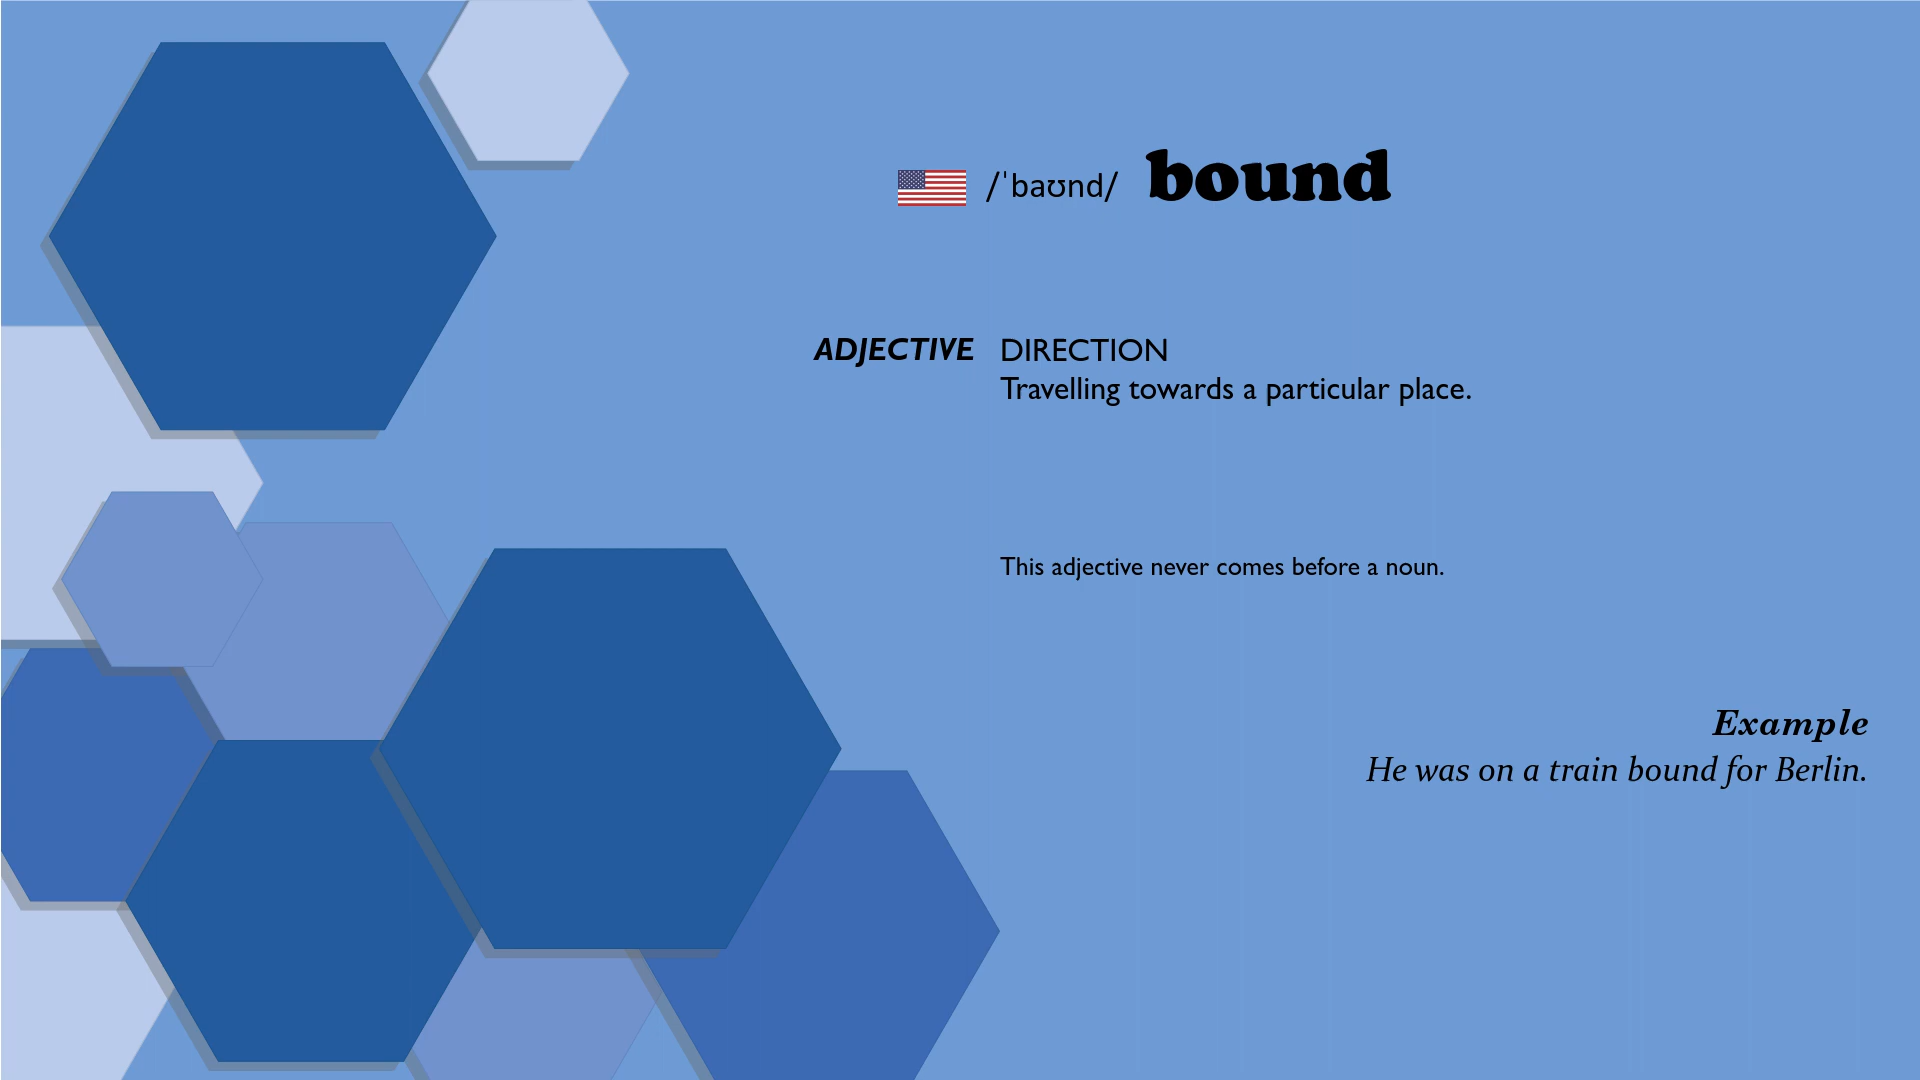 /ˈbaʊnd/ bound
ADJECTIVE DIRECTION
Travelling towards a particular place.
This adjective never comes before a noun.
Example
He was on a train bound for Berlin.